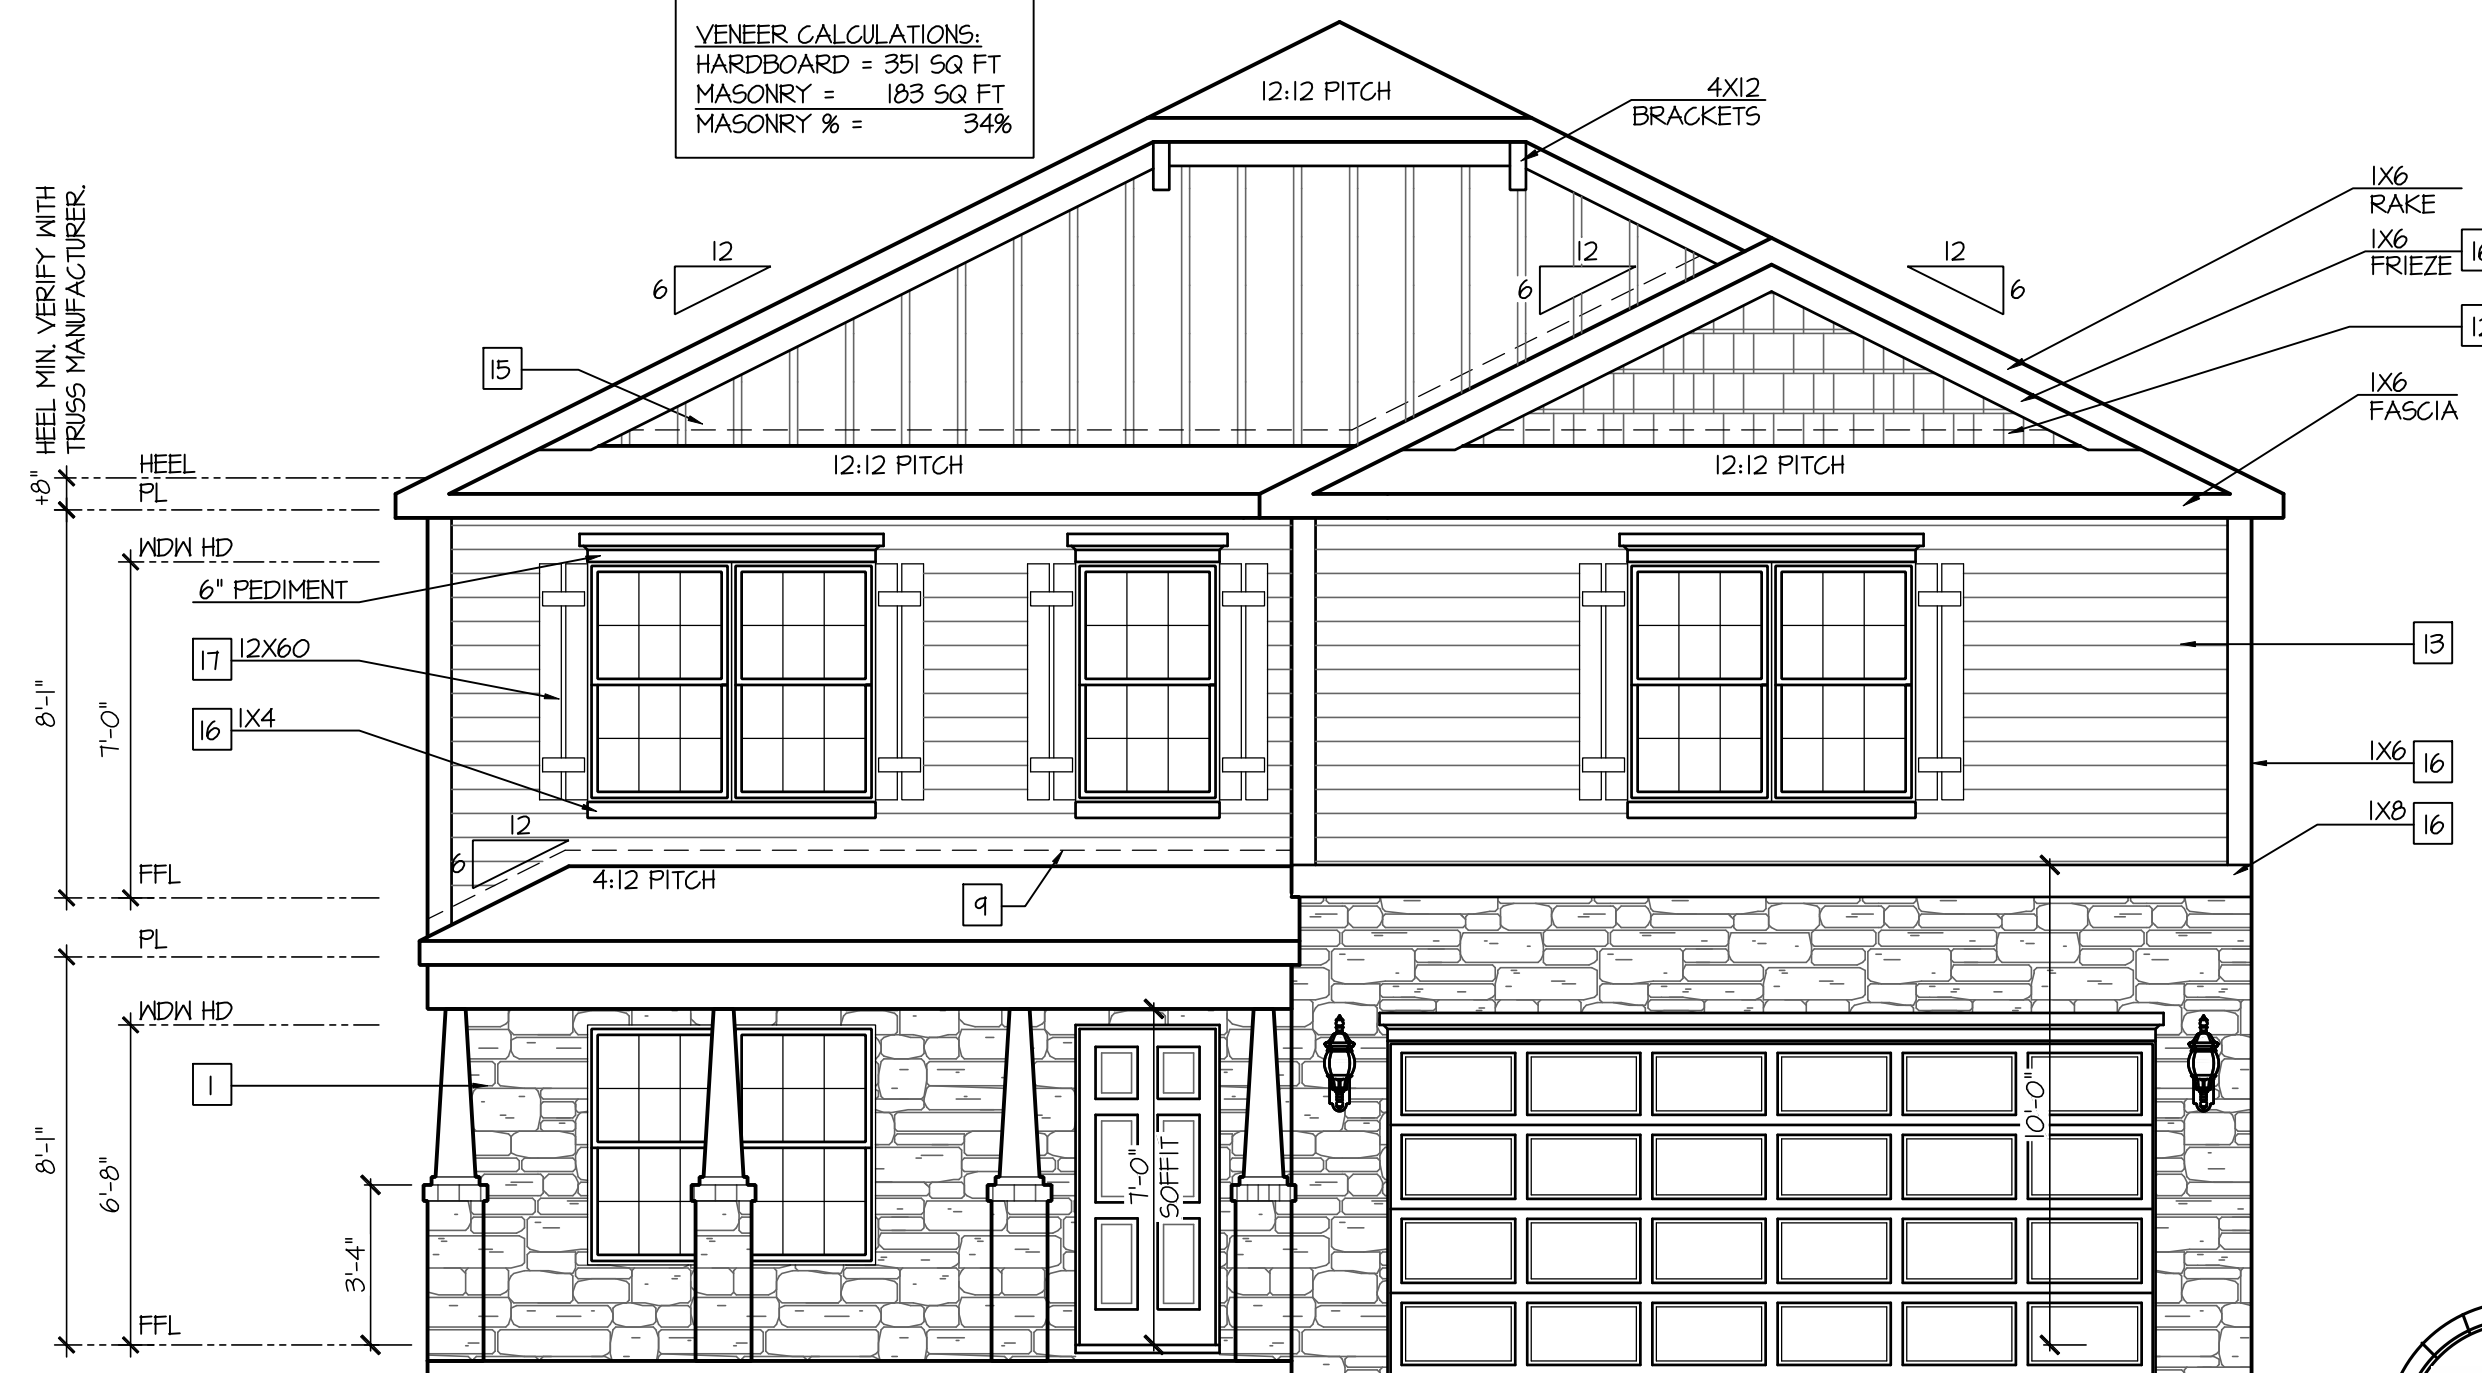 VENEER CALCULATIONS:
HARDBOARD = 351 SQ FT
MASONRY = 183 SQ FT
MASONRY % = 34%
12:12 PITCH
4X12
BRACKETS
HEEL MIN. VERIFY WITH
TRUSS MANUFACTURER.
1X6
RAKE
1X6
FRIEZE
12
6
12
6
12
6
15
1X6
FASCIA
12:12 PITCH
12:12 PITCH
+8"
HEEL
PL
WDW HD
6" PEDIMENT
17 12X60
16 1X4
8'-1"
7'-0"
13
1X6 16
1X8 16
12
6
4:12 PITCH
9
FFL
PL
WDW HD
1
8'-1"
6'-8"
3'-4"
7'-0"
SOFFIT
10'-0"
FFL